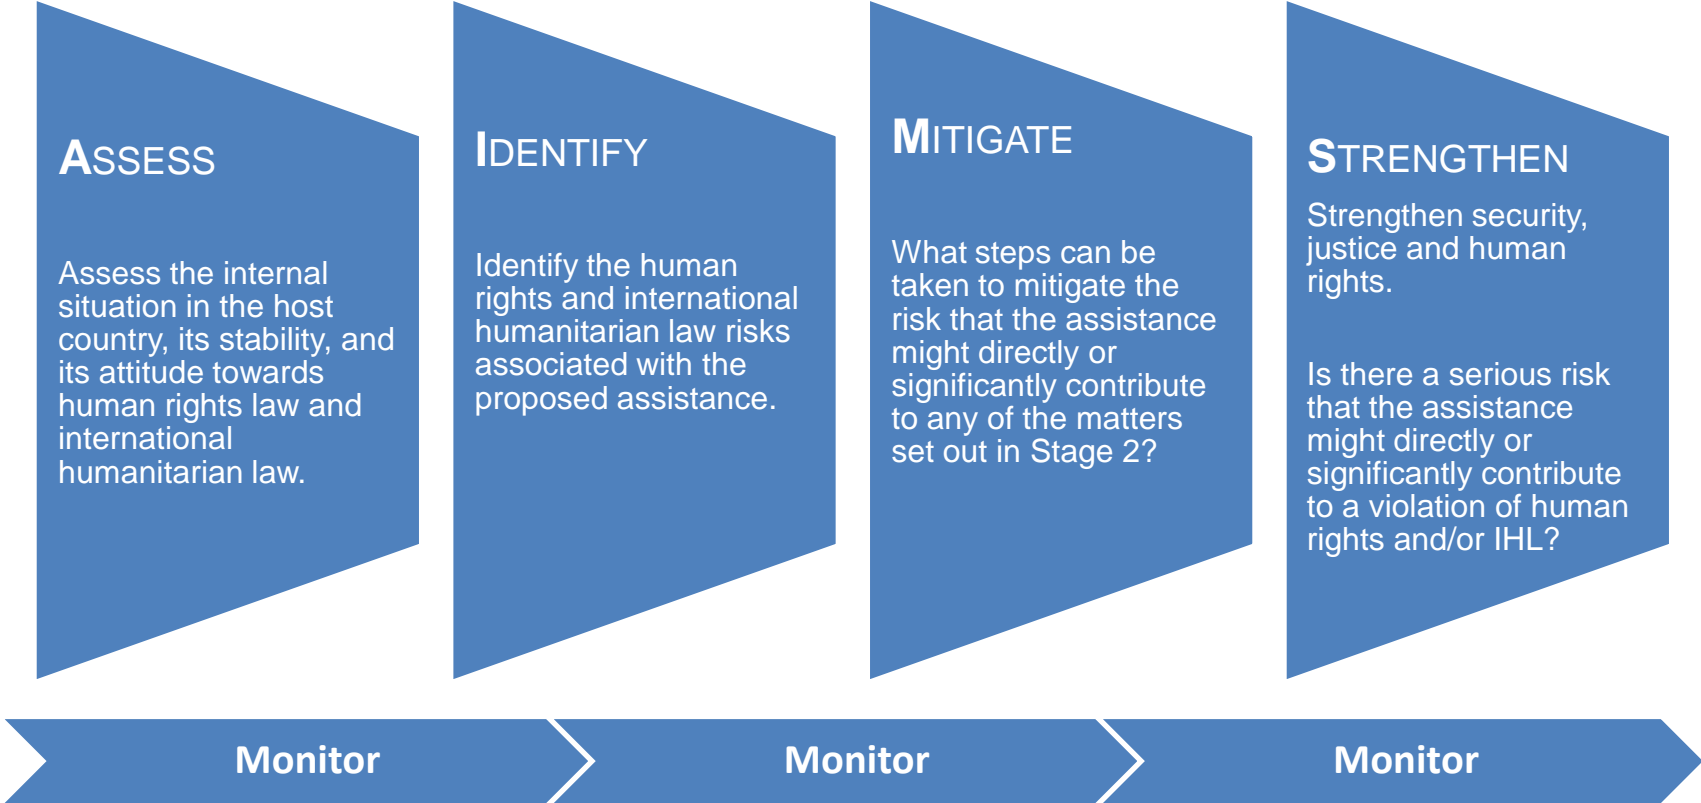 ASSESS
Assess the internal
situation in the host
country, its stability, and
its attitude towards
human rights law and
international
humanitarian law.
IDENTIFY
Identify the human
rights and international
humanitarian law risks
associated with the
proposed assistance.
MITIGATE
What steps can be
taken to mitigate the
risk that the assistance
might directly or
significantly contribute
to any of the matters
set out in Stage 2?
STRENGTHEN
Strengthen security,
justice and human
rights.
Is there a serious risk
that the assistance
might directly or
significantly contribute
to a violation of human
rights and/or IHL?
Monitor
Monitor
Monitor